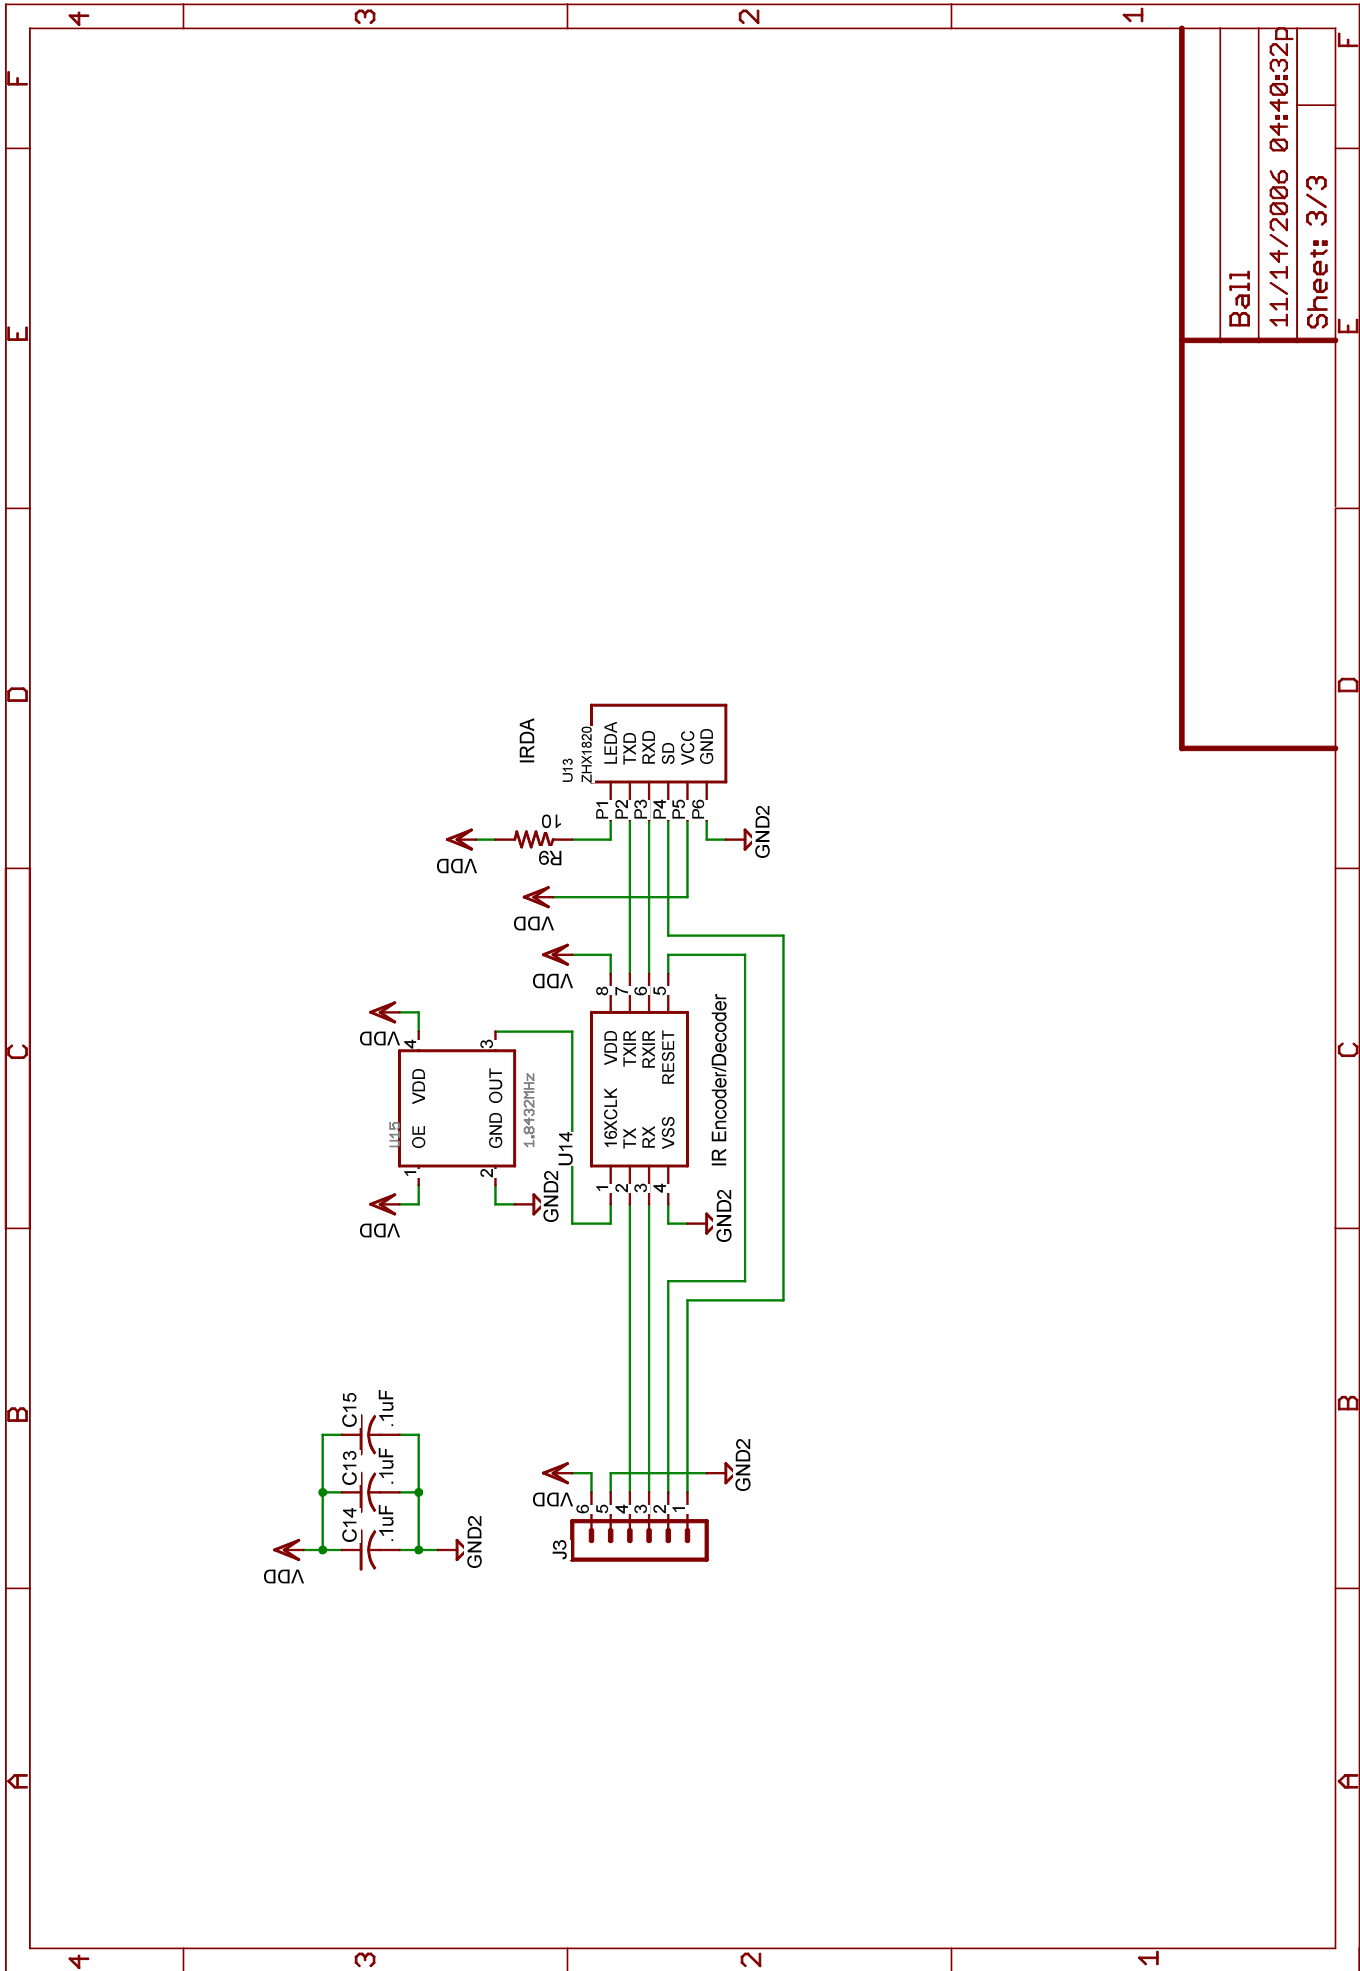 A B C D E F
4 4
3 3
2 2
1 1
VDD
C14 C13 C15
.1uF .1uF .1uF
GND2
VDD VDD
U15
1 OE VDD 4
2 GND OUT 3
1.8432MHz
GND2
J3
VDD
6
5
4
3
2
1
GND2
U14
VDD
1 16XCLK VDD 8
2 TX TXIR 7
3 RX RXIR 6
4 VSS RESET 5
GND2
IR Encoder/Decoder
VDD
VDD
R9 10
IRDA
U13
ZHX1820
P1 LEDA
P2 TXD
P3 RXD
P4 SD
P5 VCC
P6 GND
GND2
Ball
11/14/2006 04:40:32p
Sheet: 3/3
A B C D E F